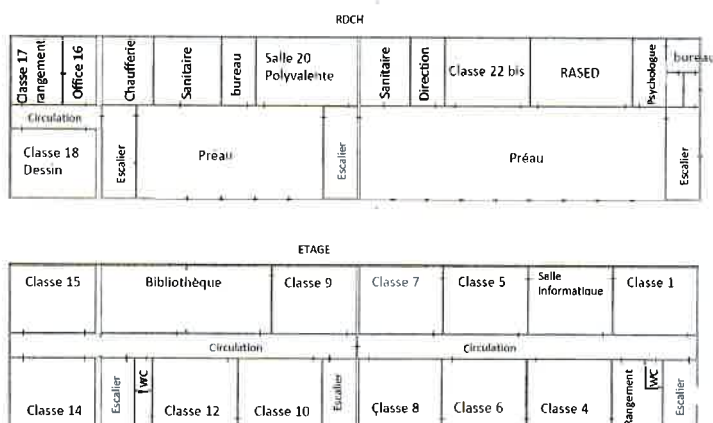 RDCH
Classe 17
rangement
Office 16
Chaufferie
Sanitaire
bureau
Salle 20
Polyvalente
Sanitaire
Direction
Classe 22 bis
RASED
Psychologue
bureau
Circulation
Classe 18
Dessin
Escalier
Préau
Escalier
Préau
Escalier
ETAGE
Classe 15
Bibliothèque
Classe 9
Classe 7
Classe 5
Salle
Informatique
Classe 1
Circulation
Circulation
Classe 14
Escalier
WC
Classe 12
Classe 10
Escalier
Classe 8
Classe 6
Classe 4
Rangement
WC
Escalier